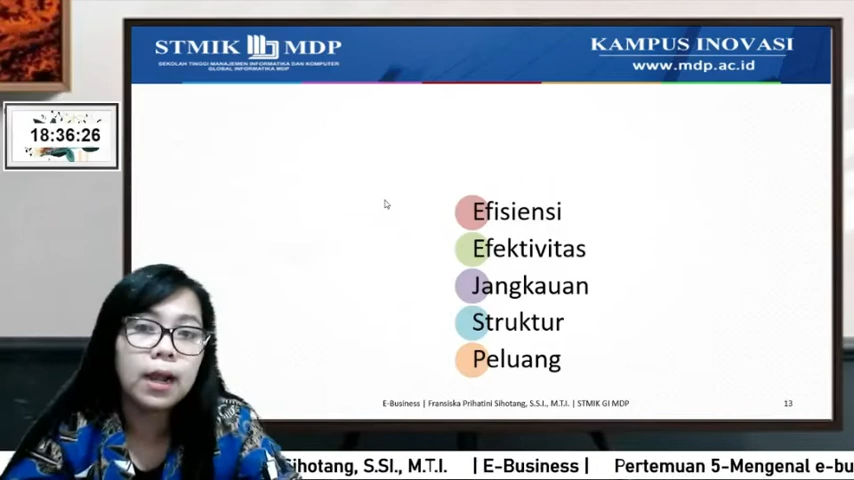 STMIK MDP
SEKOLAH TINGGI MANAJEMEN INFORMATIKA DAN KOMPUTER
GLOBAL INFORMATIKA MDP
KAMPUS INOVASI
www.mdp.ac.id
18:36:26
Efisiensi
Efektivitas
Jangkauan
Struktur
Peluang
E-Business | Fransiska Prihatini Sihotang, S.S.I., M.T.I. | STMIK GI MDP
13
Sihotang, S.SI., M.T.I. | E-Business | Pertemuan 5-Mengenal e-bu